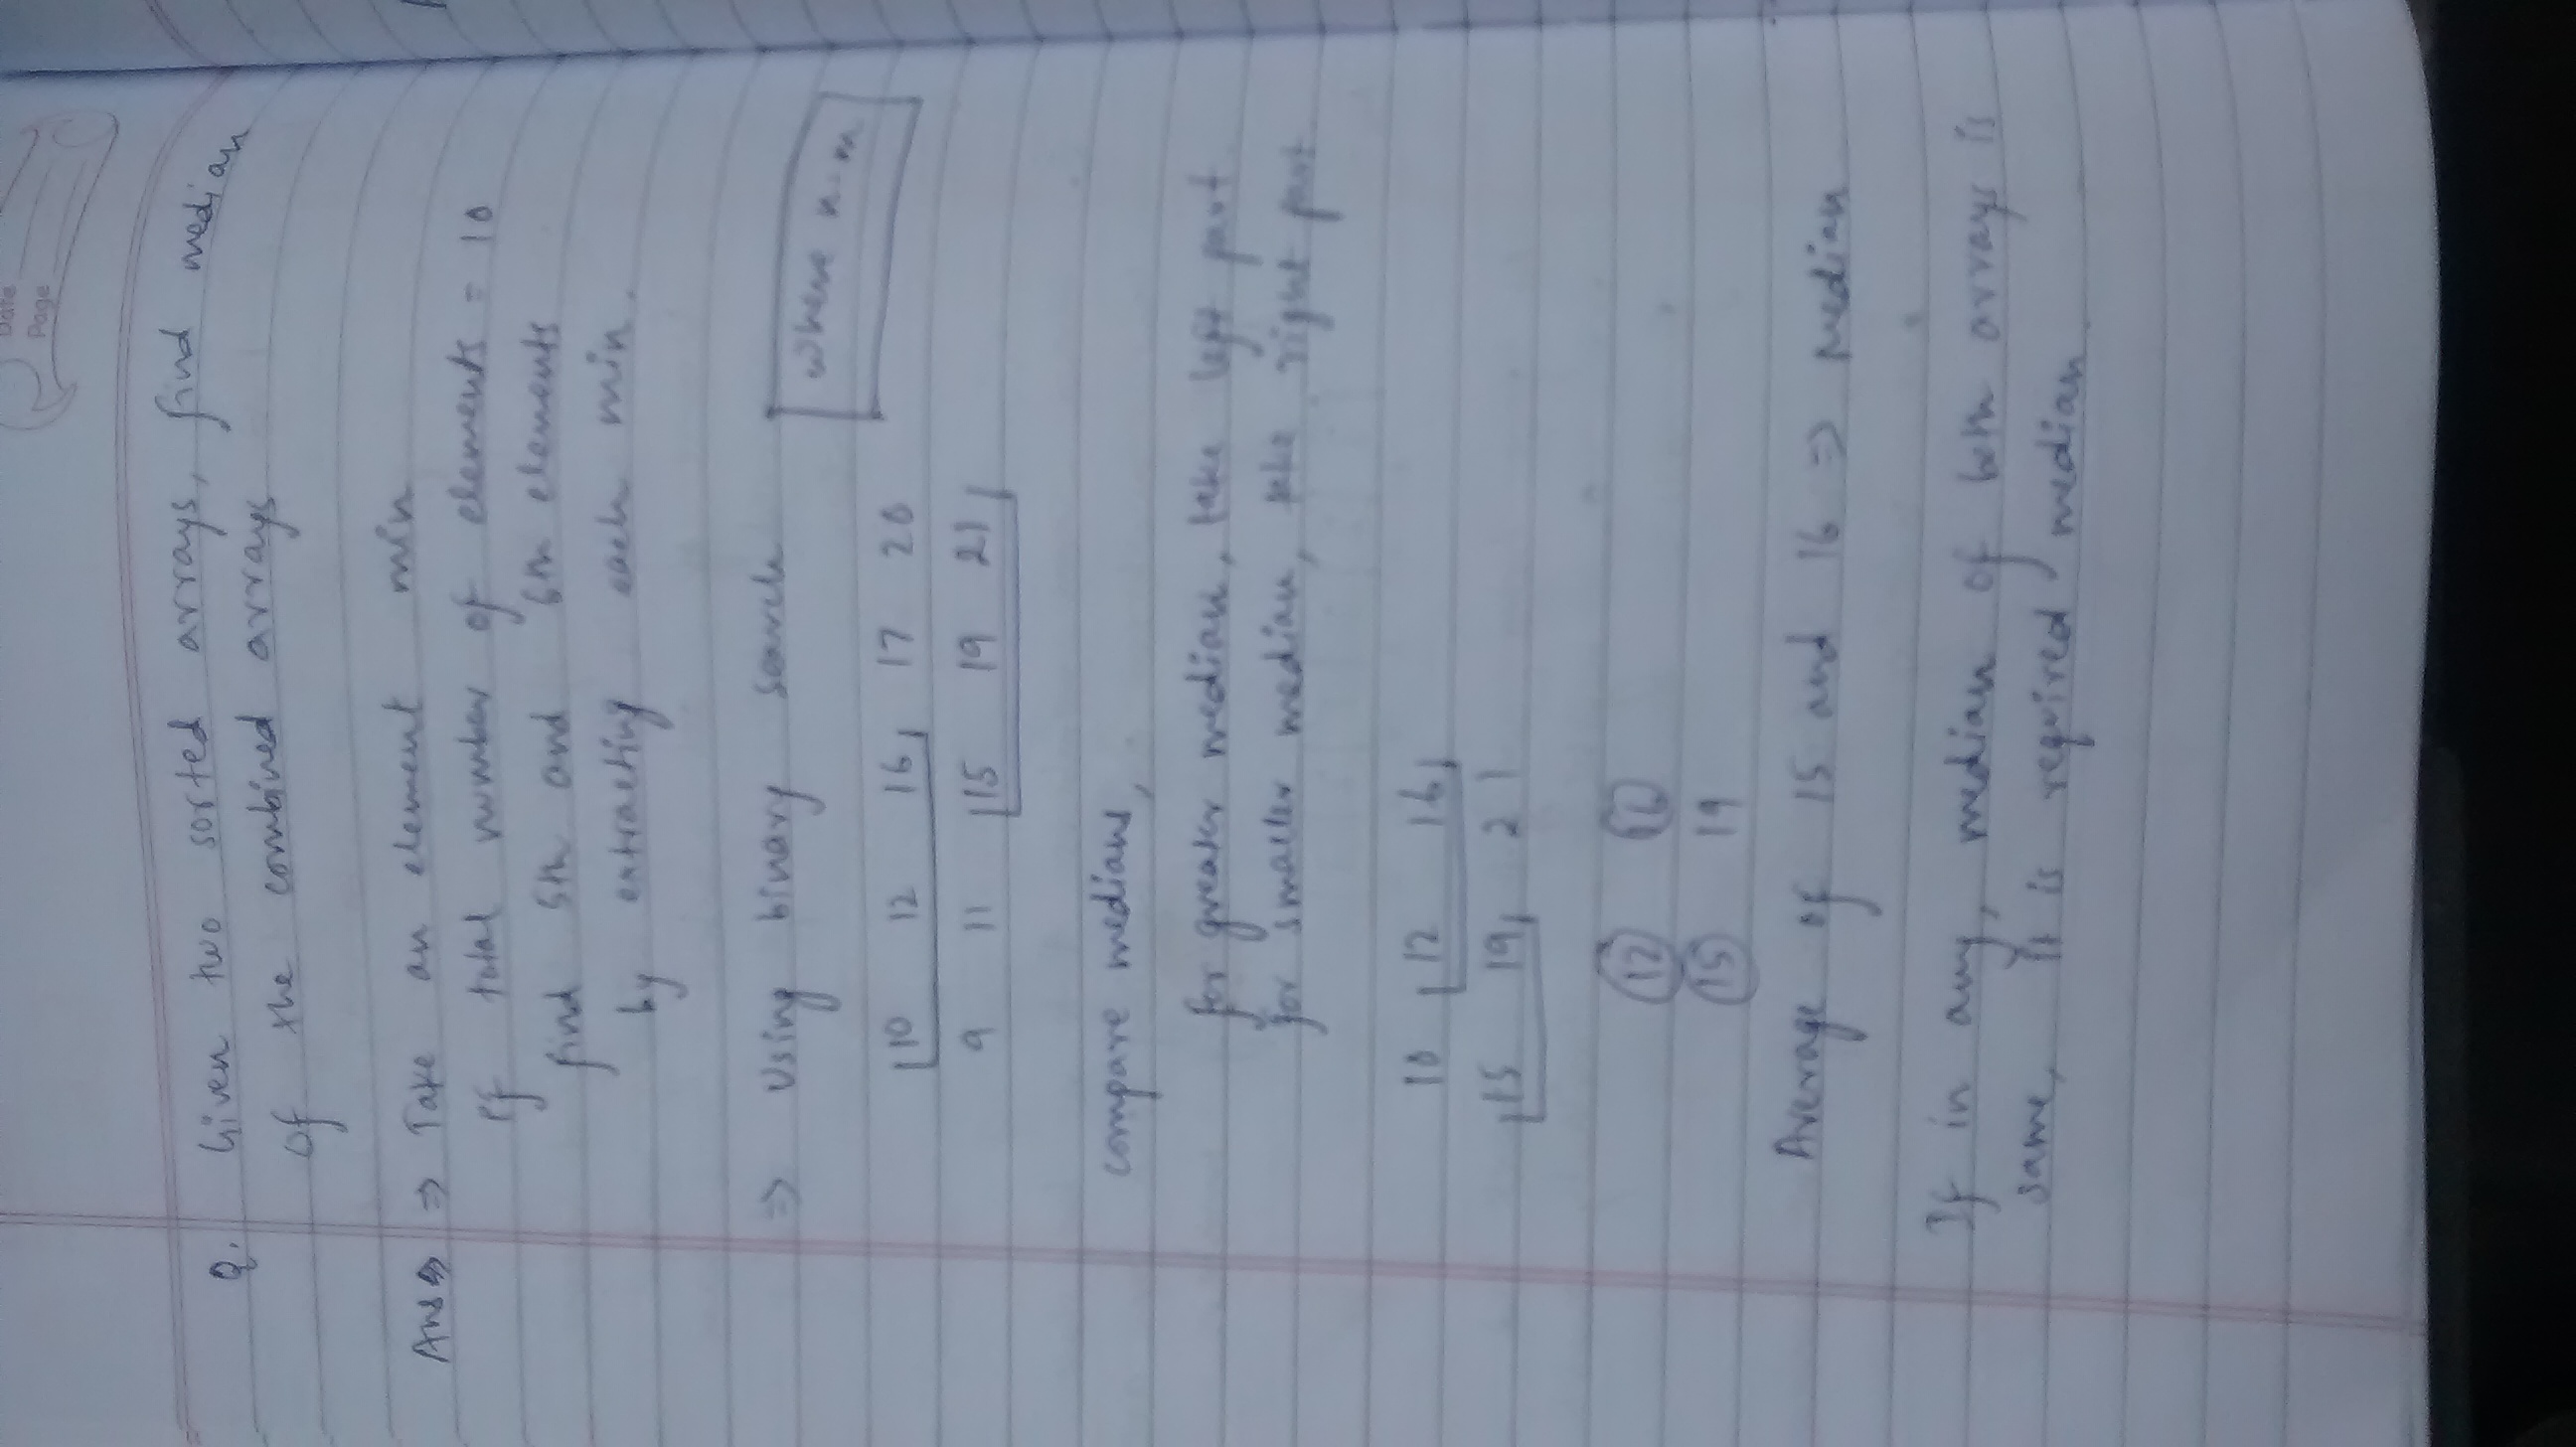 Date
Page
Q. Given two sorted arrays, find median
of the combined arrays
Ans ⇒ Take an element min
If total number of elements = 10
find 5th and 6th elements
by extracting each min.
⇒ Using binary search
where n=m
10 12 16 17 20
9 11 15 19 21
compare medians,
for greater median, take left part
for smaller median, take right part
10 12 16
15 19 21
12 16
15 19
Average of 15 and 16 ⇒ Median
If in any, median of both arrays is
same, It is required median